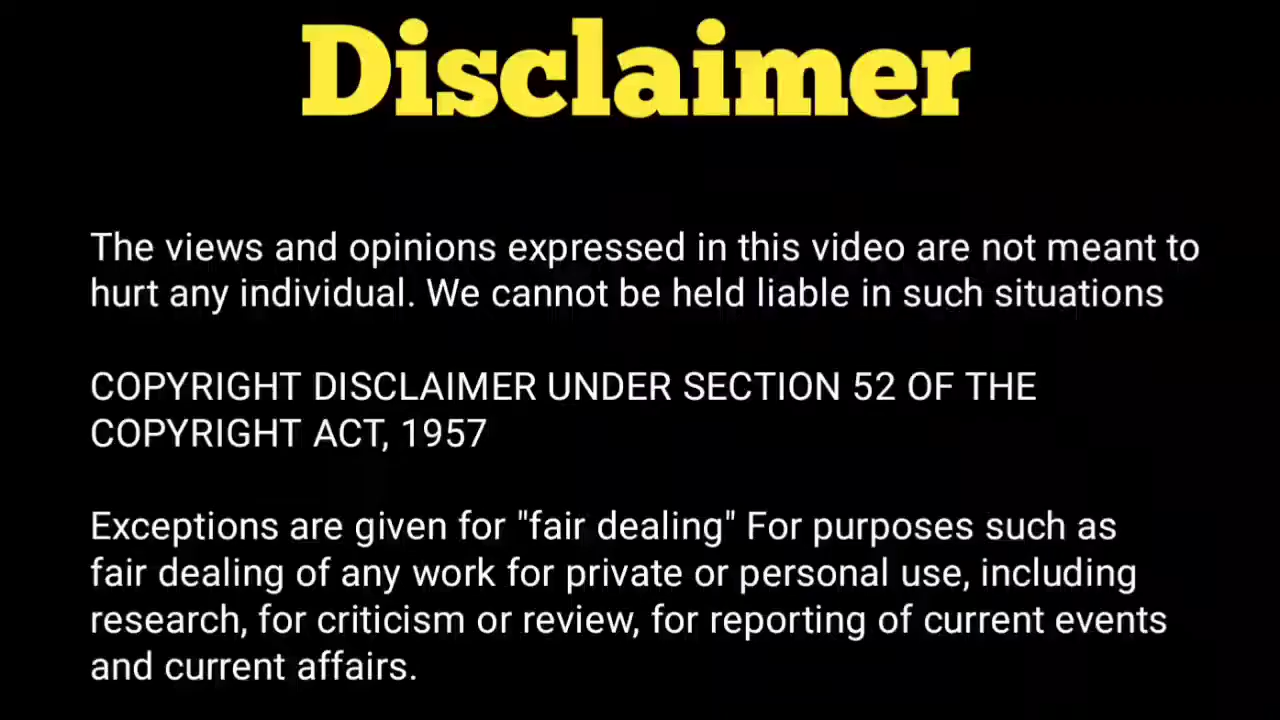 Disclaimer
The views and opinions expressed in this video are not meant to
hurt any individual. We cannot be held liable in such situations
COPYRIGHT DISCLAIMER UNDER SECTION 52 OF THE
COPYRIGHT ACT, 1957
Exceptions are given for "fair dealing" For purposes such as
fair dealing of any work for private or personal use, including
research, for criticism or review, for reporting of current events
and current affairs.